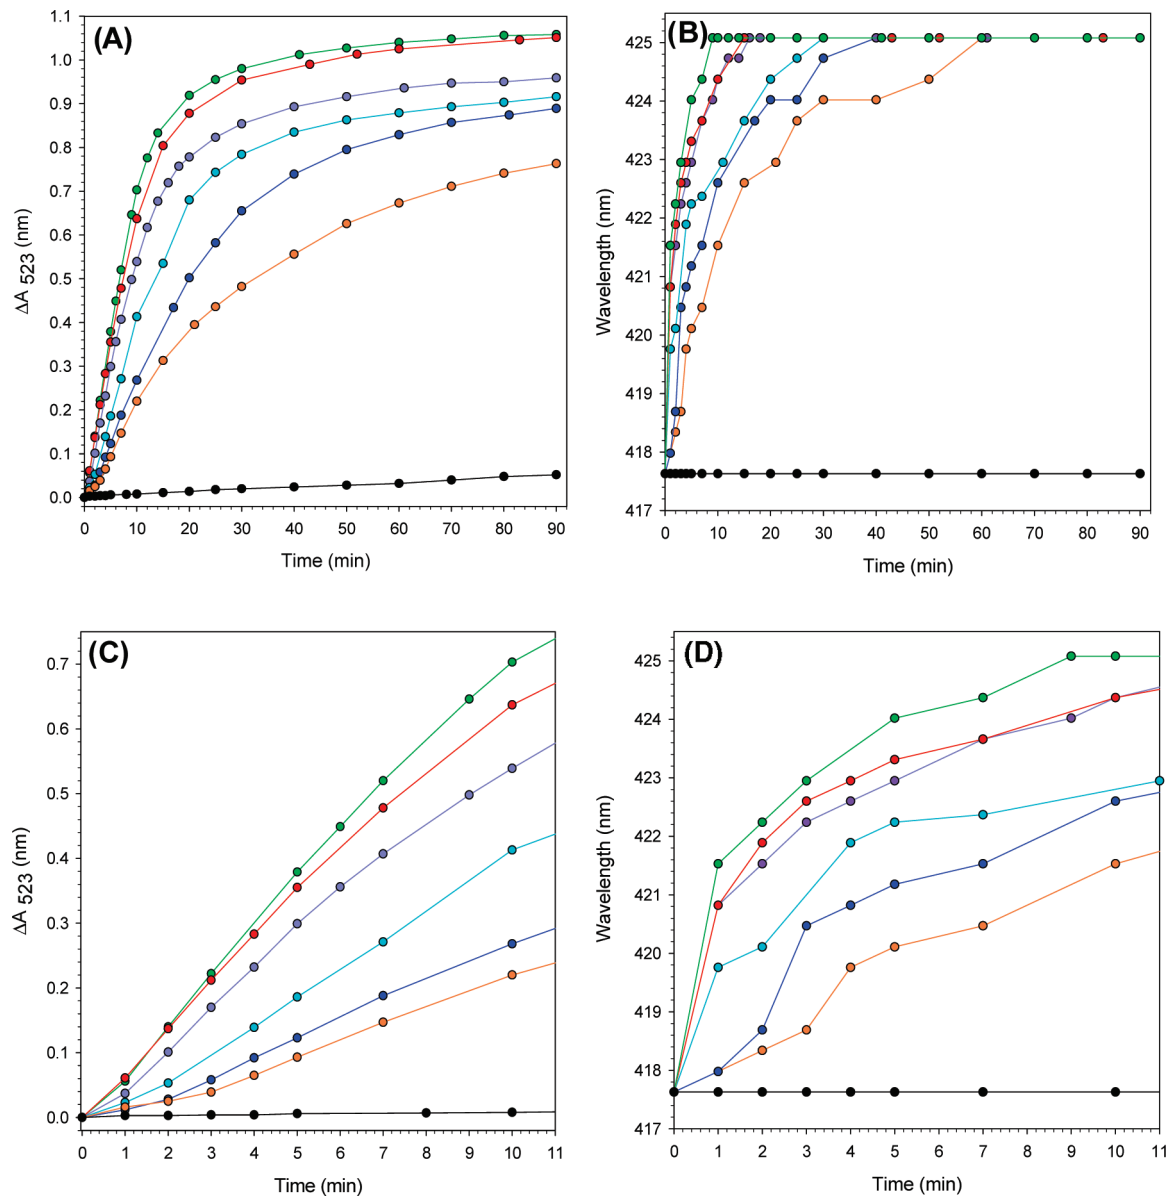 (A)
1.1
1.0
0.9
0.8
0.7
0.6
0.5
0.4
0.3
0.2
0.1
0.0
ΔA 523 (nm)
0 10 20 30 40 50 60 70 80 90
Time (min)
(B)
425
424
423
422
421
420
419
418
417
Wavelength (nm)
0 10 20 30 40 50 60 70 80 90
Time (min)
(C)
0.7
0.6
0.5
0.4
0.3
0.2
0.1
0.0
ΔA 523 (nm)
0 1 2 3 4 5 6 7 8 9 10 11
Time (min)
(D)
425
424
423
422
421
420
419
418
417
Wavelength (nm)
0 1 2 3 4 5 6 7 8 9 10 11
Time (min)